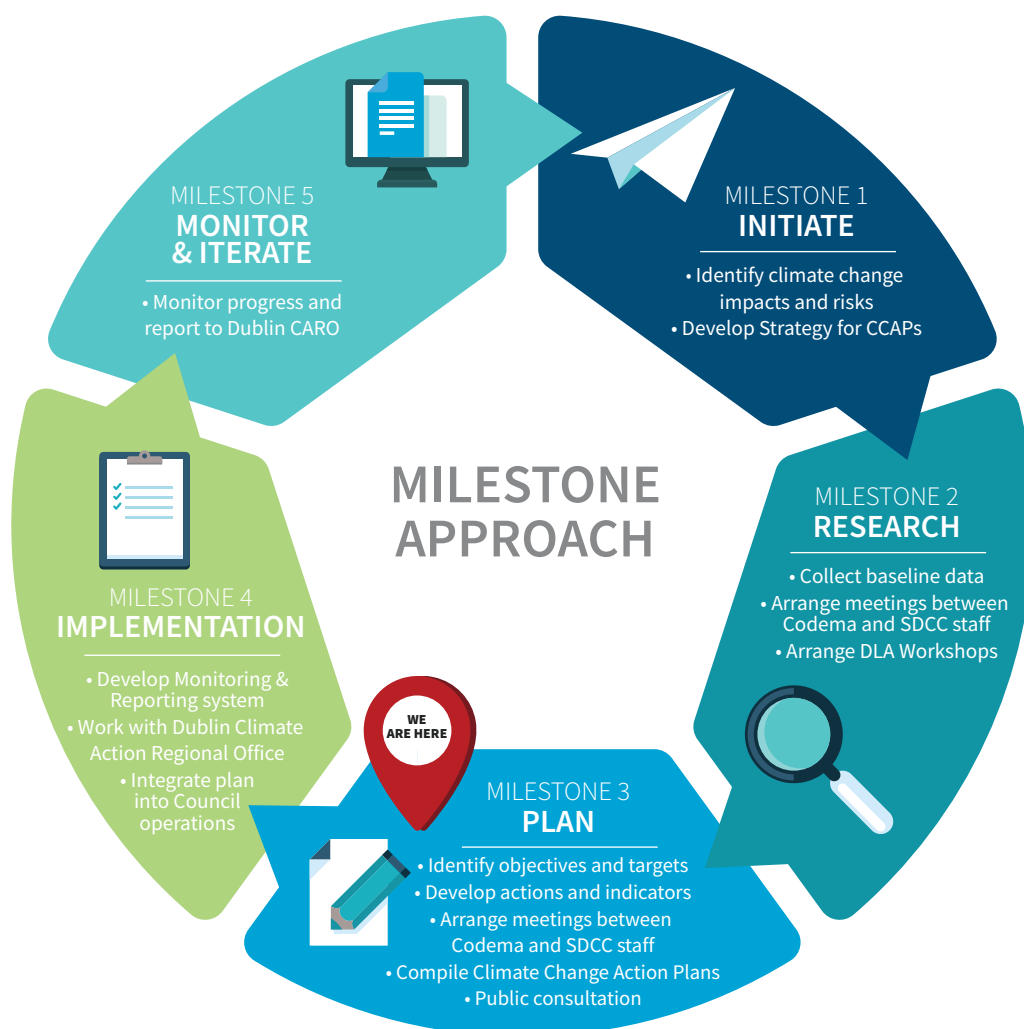 MILESTONE
APPROACH
MILESTONE 1
INITIATE
• Identify climate change
impacts and risks
• Develop Strategy for CCAPs
MILESTONE 2
RESEARCH
• Collect baseline data
• Arrange meetings between
Codema and SDCC staff
• Arrange DLA Workshops
WE
ARE HERE
MILESTONE 3
PLAN
• Identify objectives and targets
• Develop actions and indicators
• Arrange meetings between
Codema and SDCC staff
• Compile Climate Change Action Plans
• Public consultation
MILESTONE 4
IMPLEMENTATION
• Develop Monitoring &
Reporting system
• Work with Dublin Climate
Action Regional Office
• Integrate plan
into Council
operations
MILESTONE 5
MONITOR
& ITERATE
• Monitor progress and
report to Dublin CARO